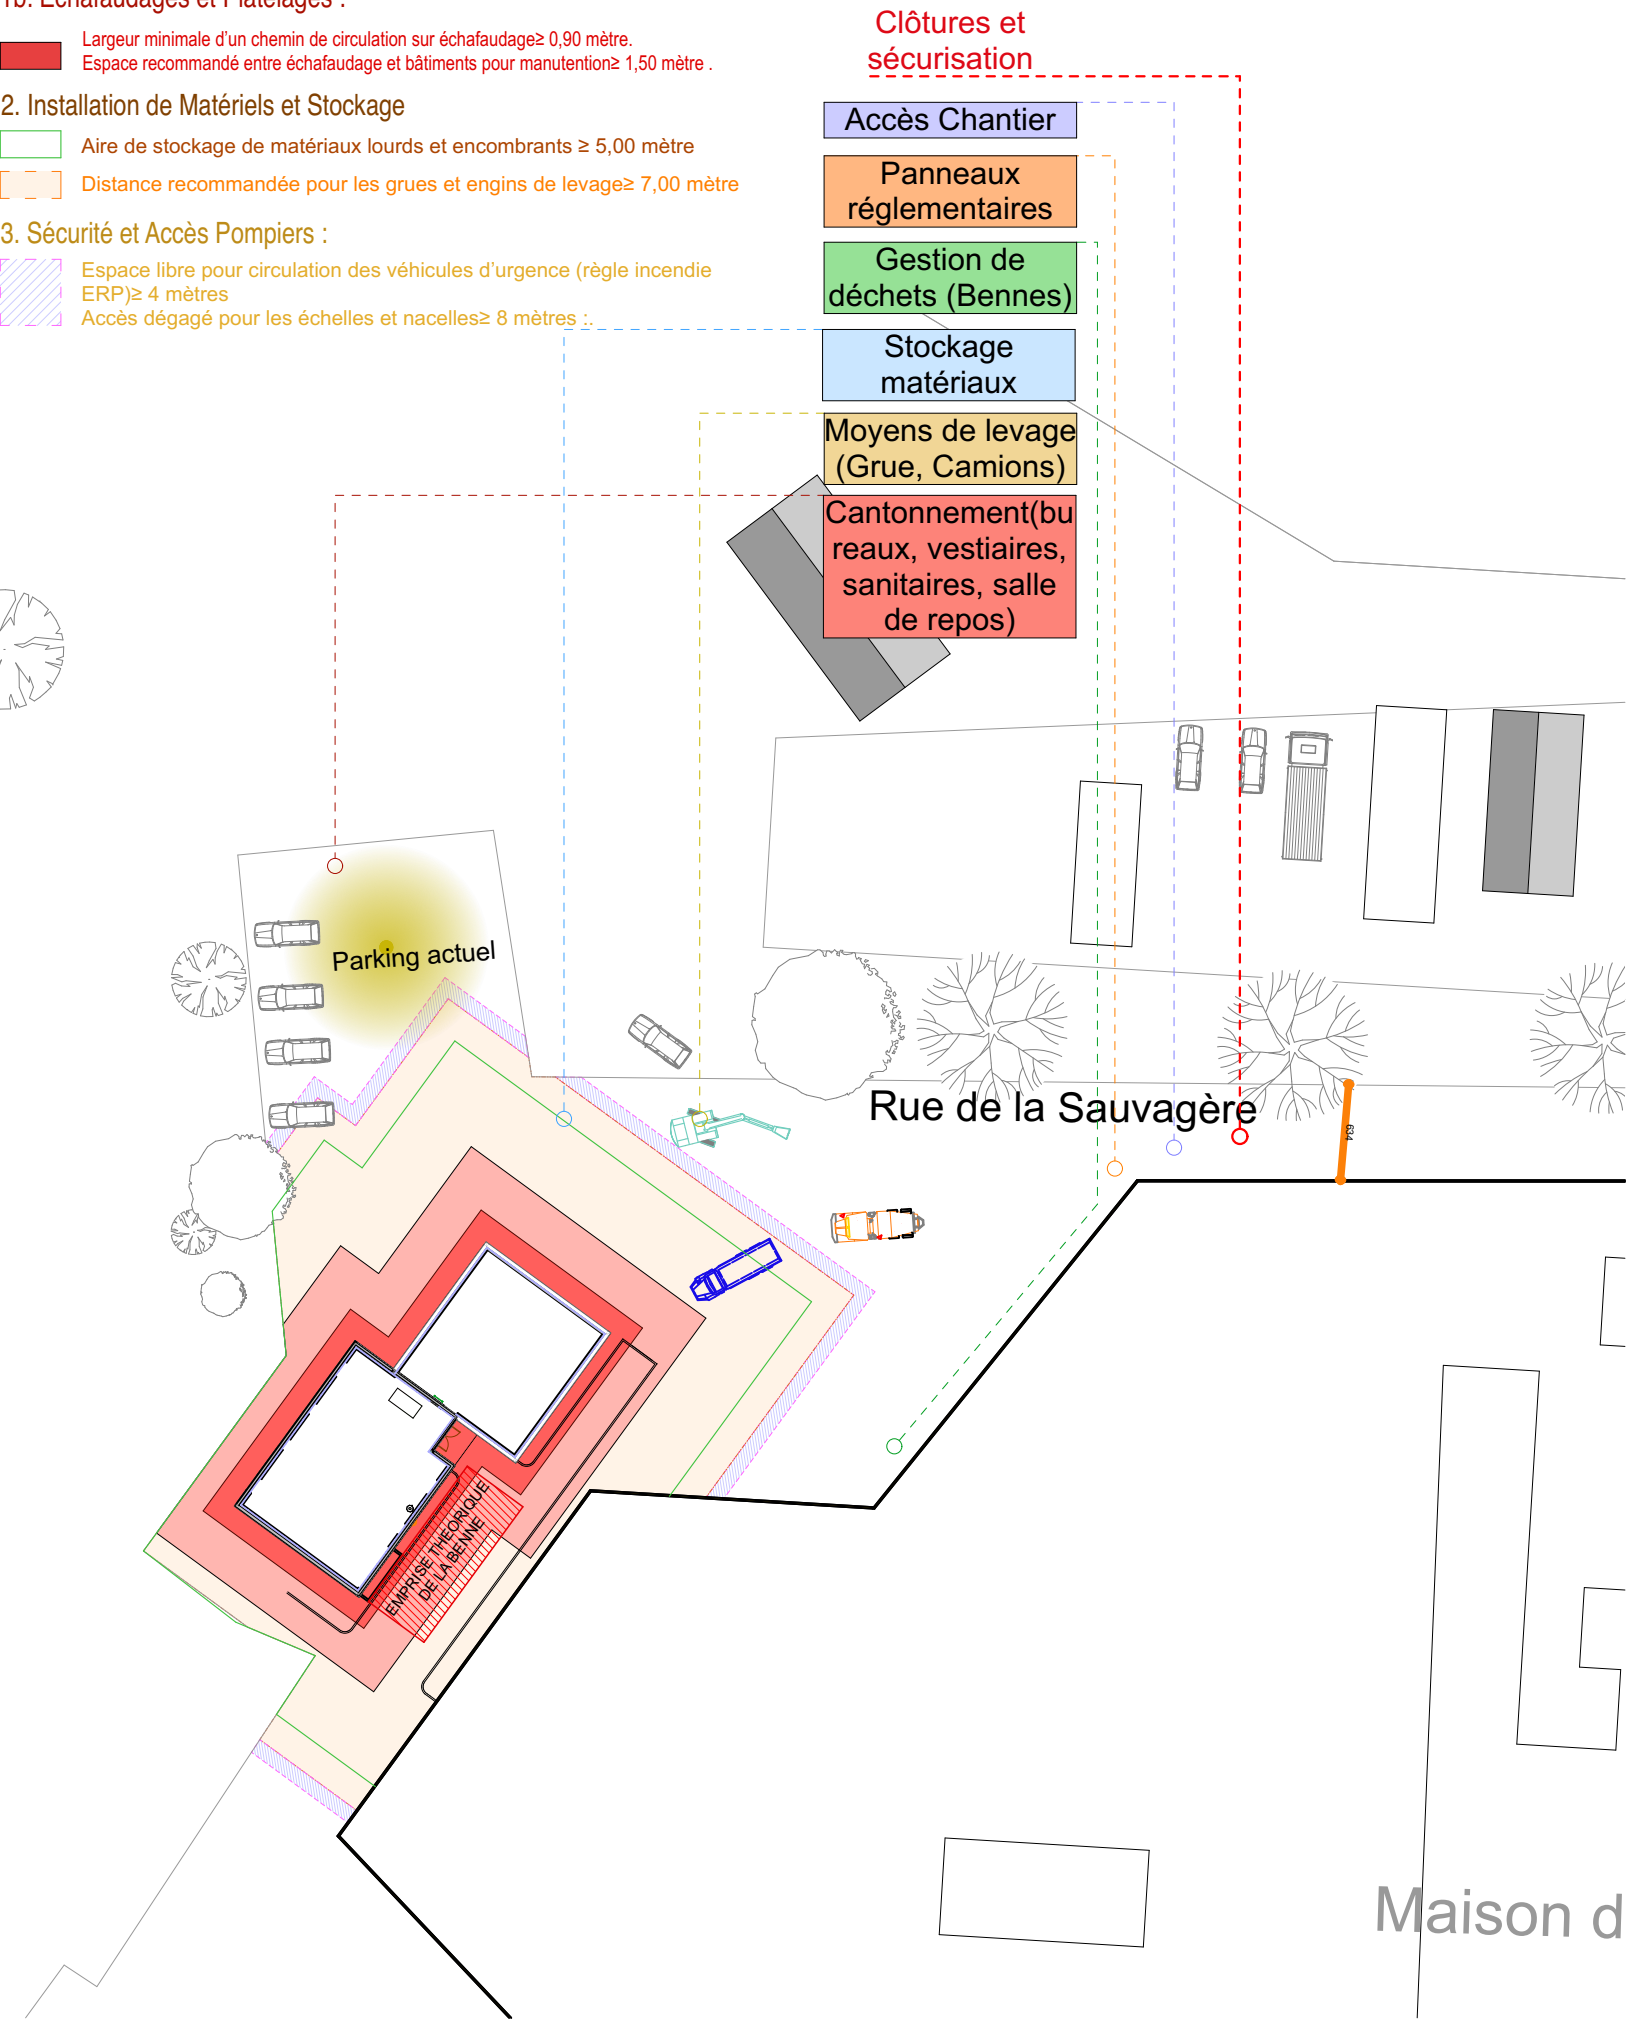 1b. Échafaudages et Platelages :
Largeur minimale d'un chemin de circulation sur échafaudage≥ 0,90 mètre.
Espace recommandé entre échafaudage et bâtiments pour manutention≥ 1,50 mètre .
2. Installation de Matériels et Stockage
Aire de stockage de matériaux lourds et encombrants ≥ 5,00 mètre
Distance recommandée pour les grues et engins de levage≥ 7,00 mètre
3. Sécurité et Accès Pompiers :
Espace libre pour circulation des véhicules d'urgence (règle incendie
ERP)≥ 4 mètres
Accès dégagé pour les échelles et nacelles≥ 8 mètres :.
Clôtures et
sécurisation
Accès Chantier
Panneaux
réglementaires
Gestion de
déchets (Bennes)
Stockage
matériaux
Moyens de levage
(Grue, Camions)
Cantonnement(bu
reaux, vestiaires,
sanitaires, salle
de repos)
Parking actuel
Rue de la Sauvagère
634
EMPRISE THEORIQUE
DE LA BENNE
Maison d